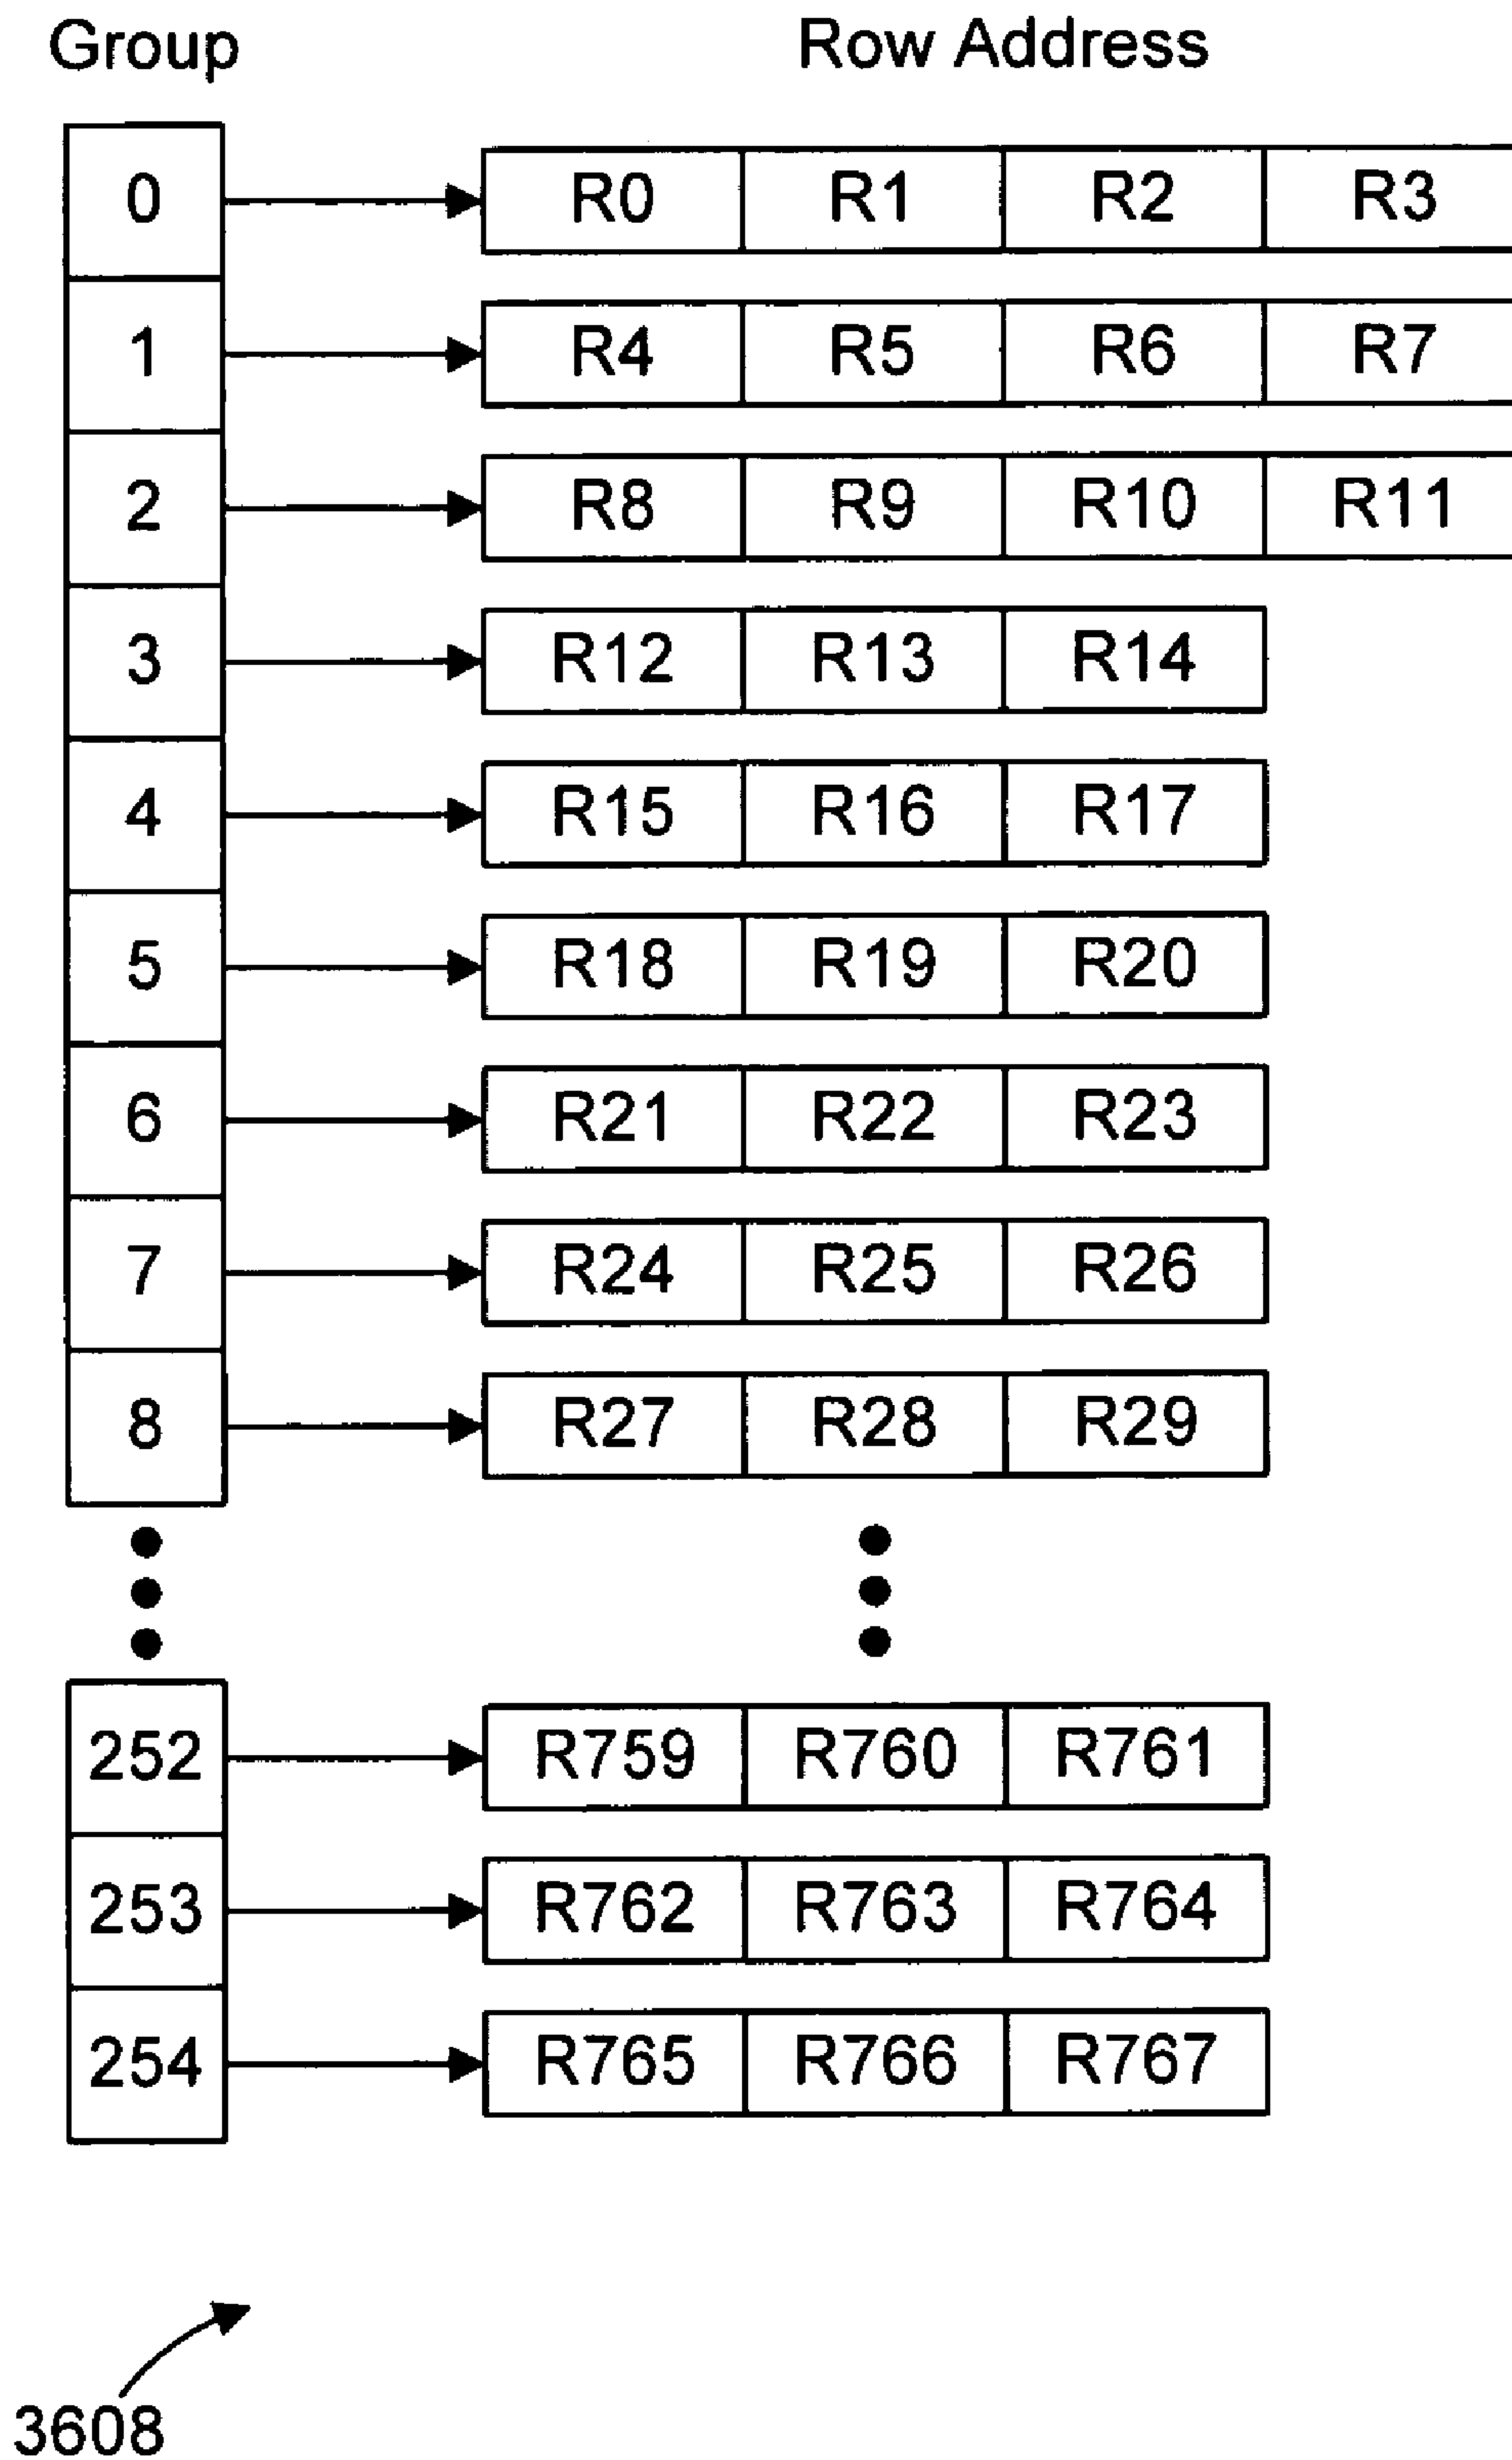 Group Row Address
0 R0 R1 R2 R3
1 R4 R5 R6 R7
2 R8 R9 R10 R11
3 R12 R13 R14
4 R15 R16 R17
5 R18 R19 R20
6 R21 R22 R23
7 R24 R25 R26
8 R27 R28 R29
252 R759 R760 R761
253 R762 R763 R764
254 R765 R766 R767
3608